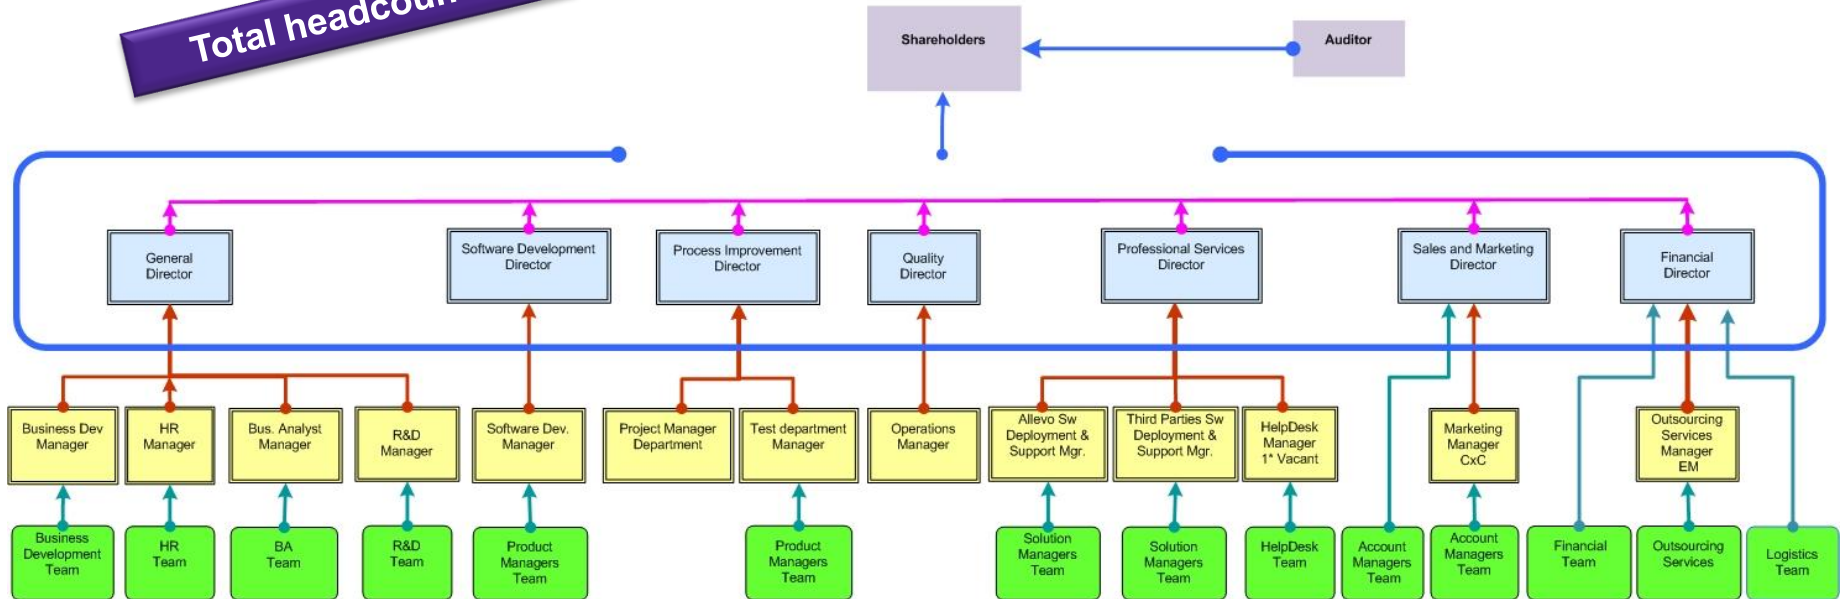 Total headcoun
Shareholders
Auditor
General
Director
Software Development
Director
Process Improvement
Director
Quality
Director
Professional Services
Director
Sales and Marketing
Director
Financial
Director
Business Dev
Manager
HR
Manager
Bus. Analyst
Manager
R&D
Manager
Software Dev.
Manager
Project Manager
Department
Test department
Manager
Operations
Manager
Allevo Sw
Deployment &
Support Mgr.
Third Parties Sw
Deployment &
Support Mgr.
HelpDesk
Manager
1* Vacant
Marketing
Manager
CxC
Outsourcing
Services
Manager
EM
Business
Development
Team
HR
Team
BA
Team
R&D
Team
Product
Managers
Team
Product
Managers
Team
Solution
Managers
Team
Solution
Managers
Team
HelpDesk
Team
Account
Managers
Team
Account
Managers
Team
Financial
Team
Outsourcing
Services
Logistics
Team